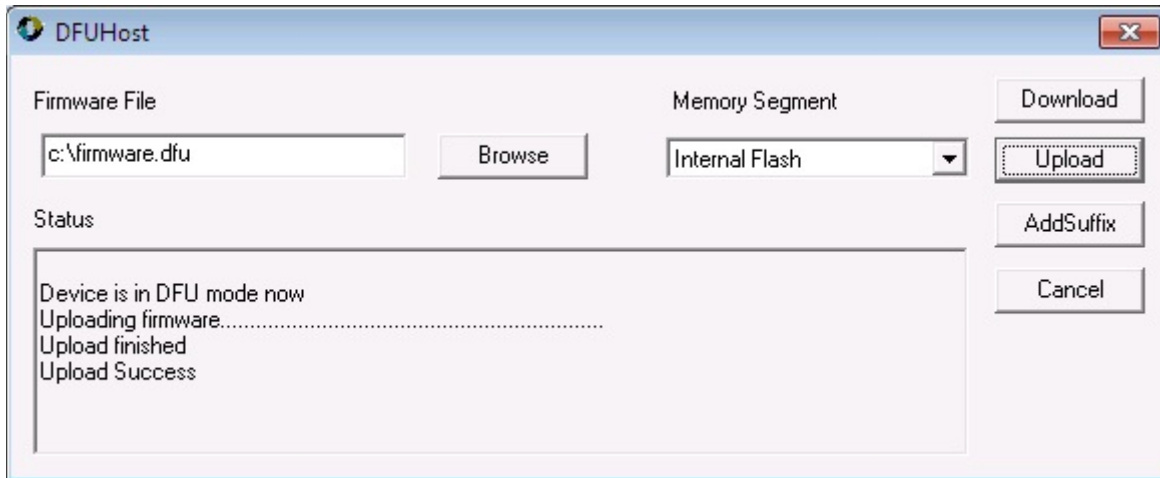 DFUHost
Firmware File
Memory Segment
Download
c:\firmware.dfu
Browse
Internal Flash
Upload
Status
AddSuffix
Device is in DFU mode now
Cancel
Uploading firmware................................................................
Upload finished
Upload Success